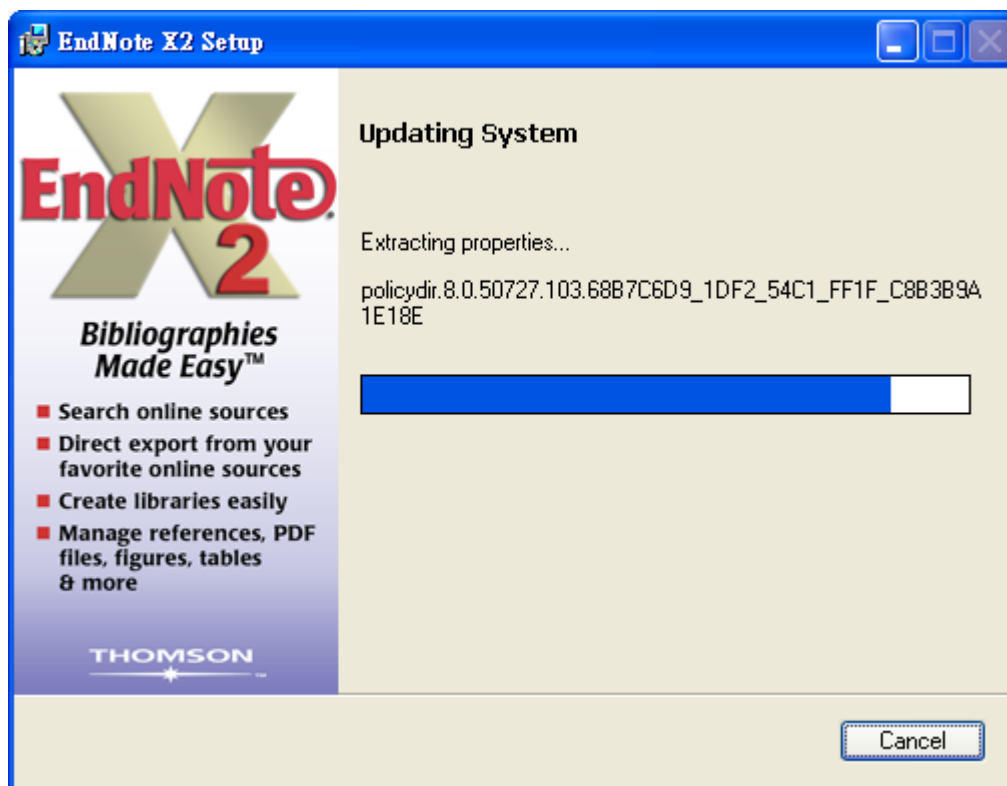 EndNote X2 Setup
X
EndNote
2
Bibliographies
Made Easy™
Search online sources
Direct export from your
favorite online sources
Create libraries easily
Manage references, PDF
files, figures, tables
& more
THOMSON
Updating System
Extracting properties...
policydir.8.0.50727.103.68B7C6D9_1DF2_54C1_FF1F_C8B3B9A
1E18E
Cancel